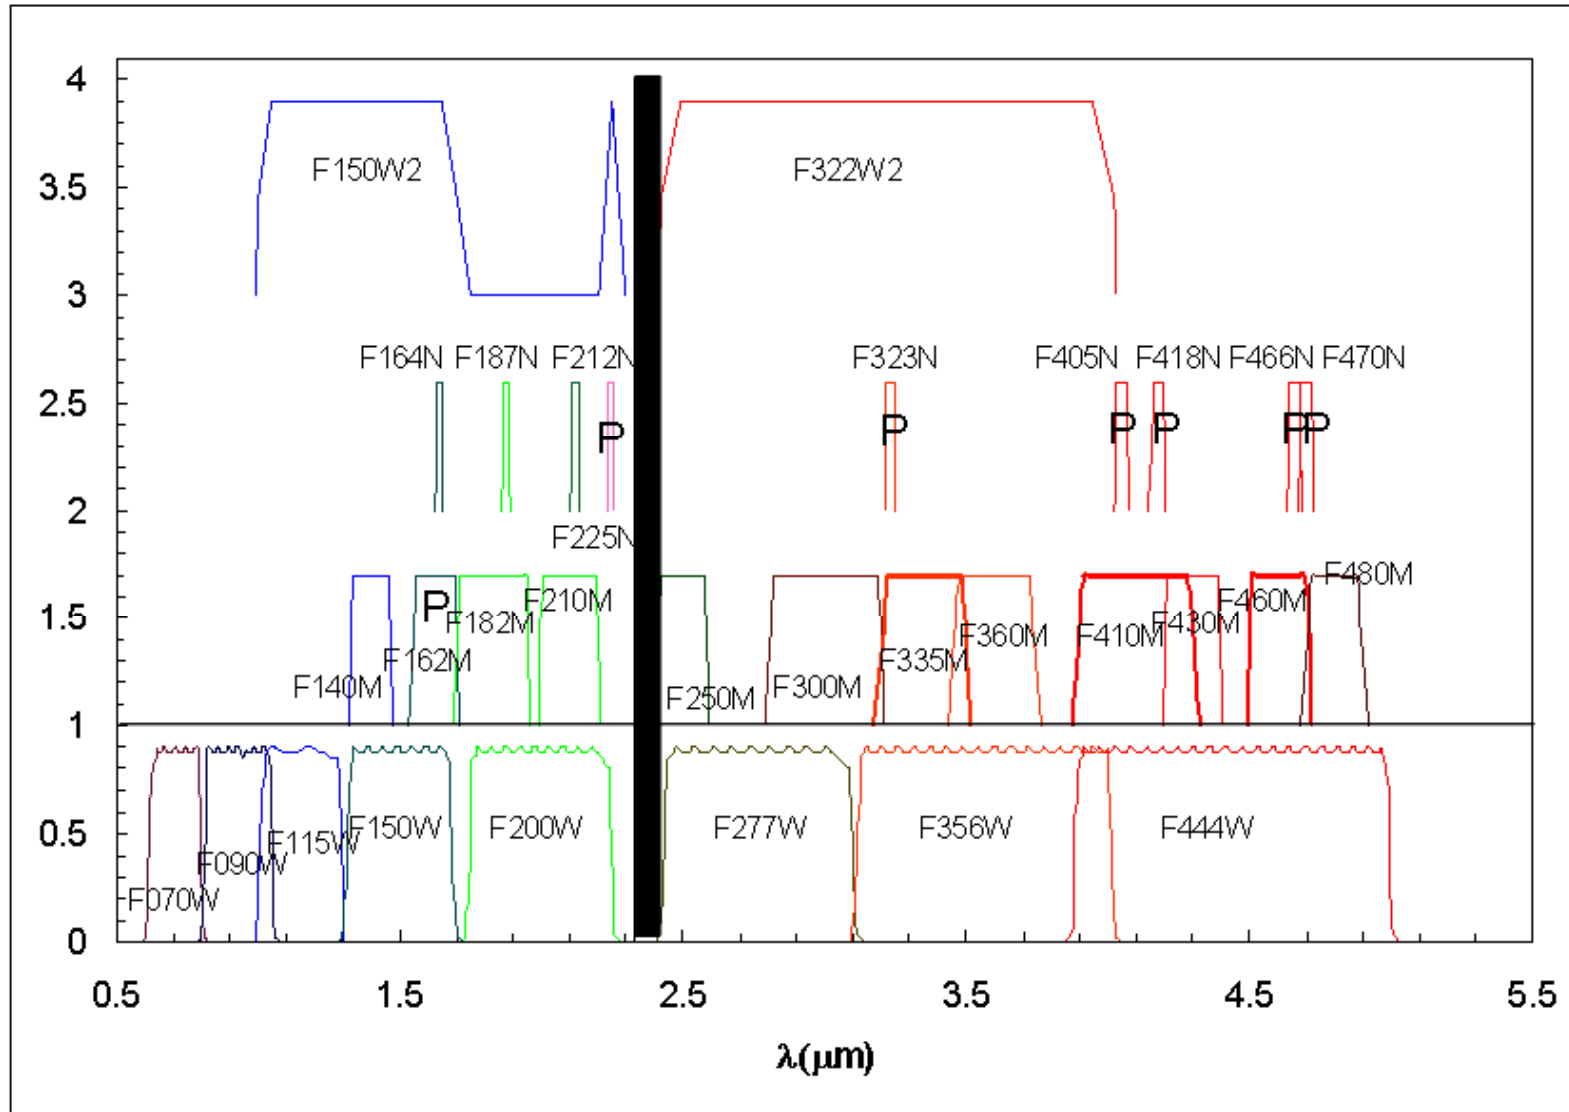 4
F150W2 F322W2
3.5
3
F164N F187N F212N F323N F405N F418N F466N F470N
2.5
P P P P P P
2
F225N
F480M
P F210M F460M
1.5
F182M F360M F410M F430M
F162M F335M
F140M F250M F300M
1
F115W F150W F200W F277W F356W F444W
0.5
F090W
F070W
0
0.5 1.5 2.5 3.5 4.5 5.5
λ(μm)